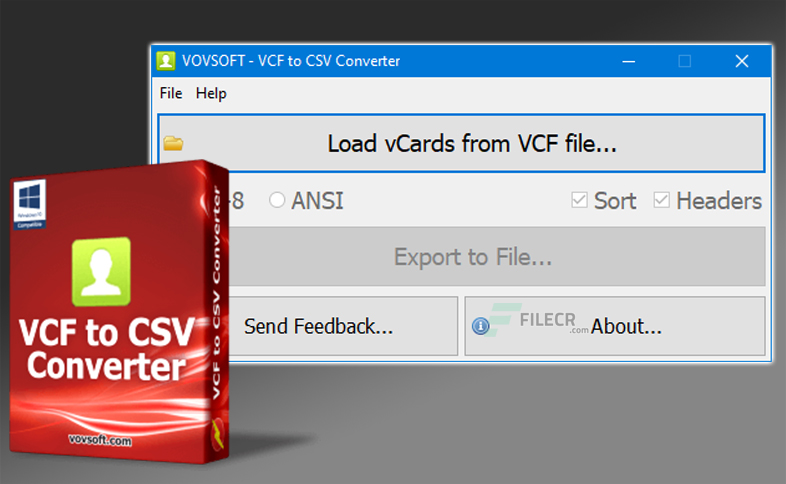 VOVSOFT - VCF to CSV Converter
File Help
Load vCards from VCF file...
-8 ANSI Sort Headers
Export to File...
Send Feedback...
FILECR
.com
About...
Windows 10
Compatible
VCF to CSV
Converter
vovsoft.com
VCF to CSV Converter